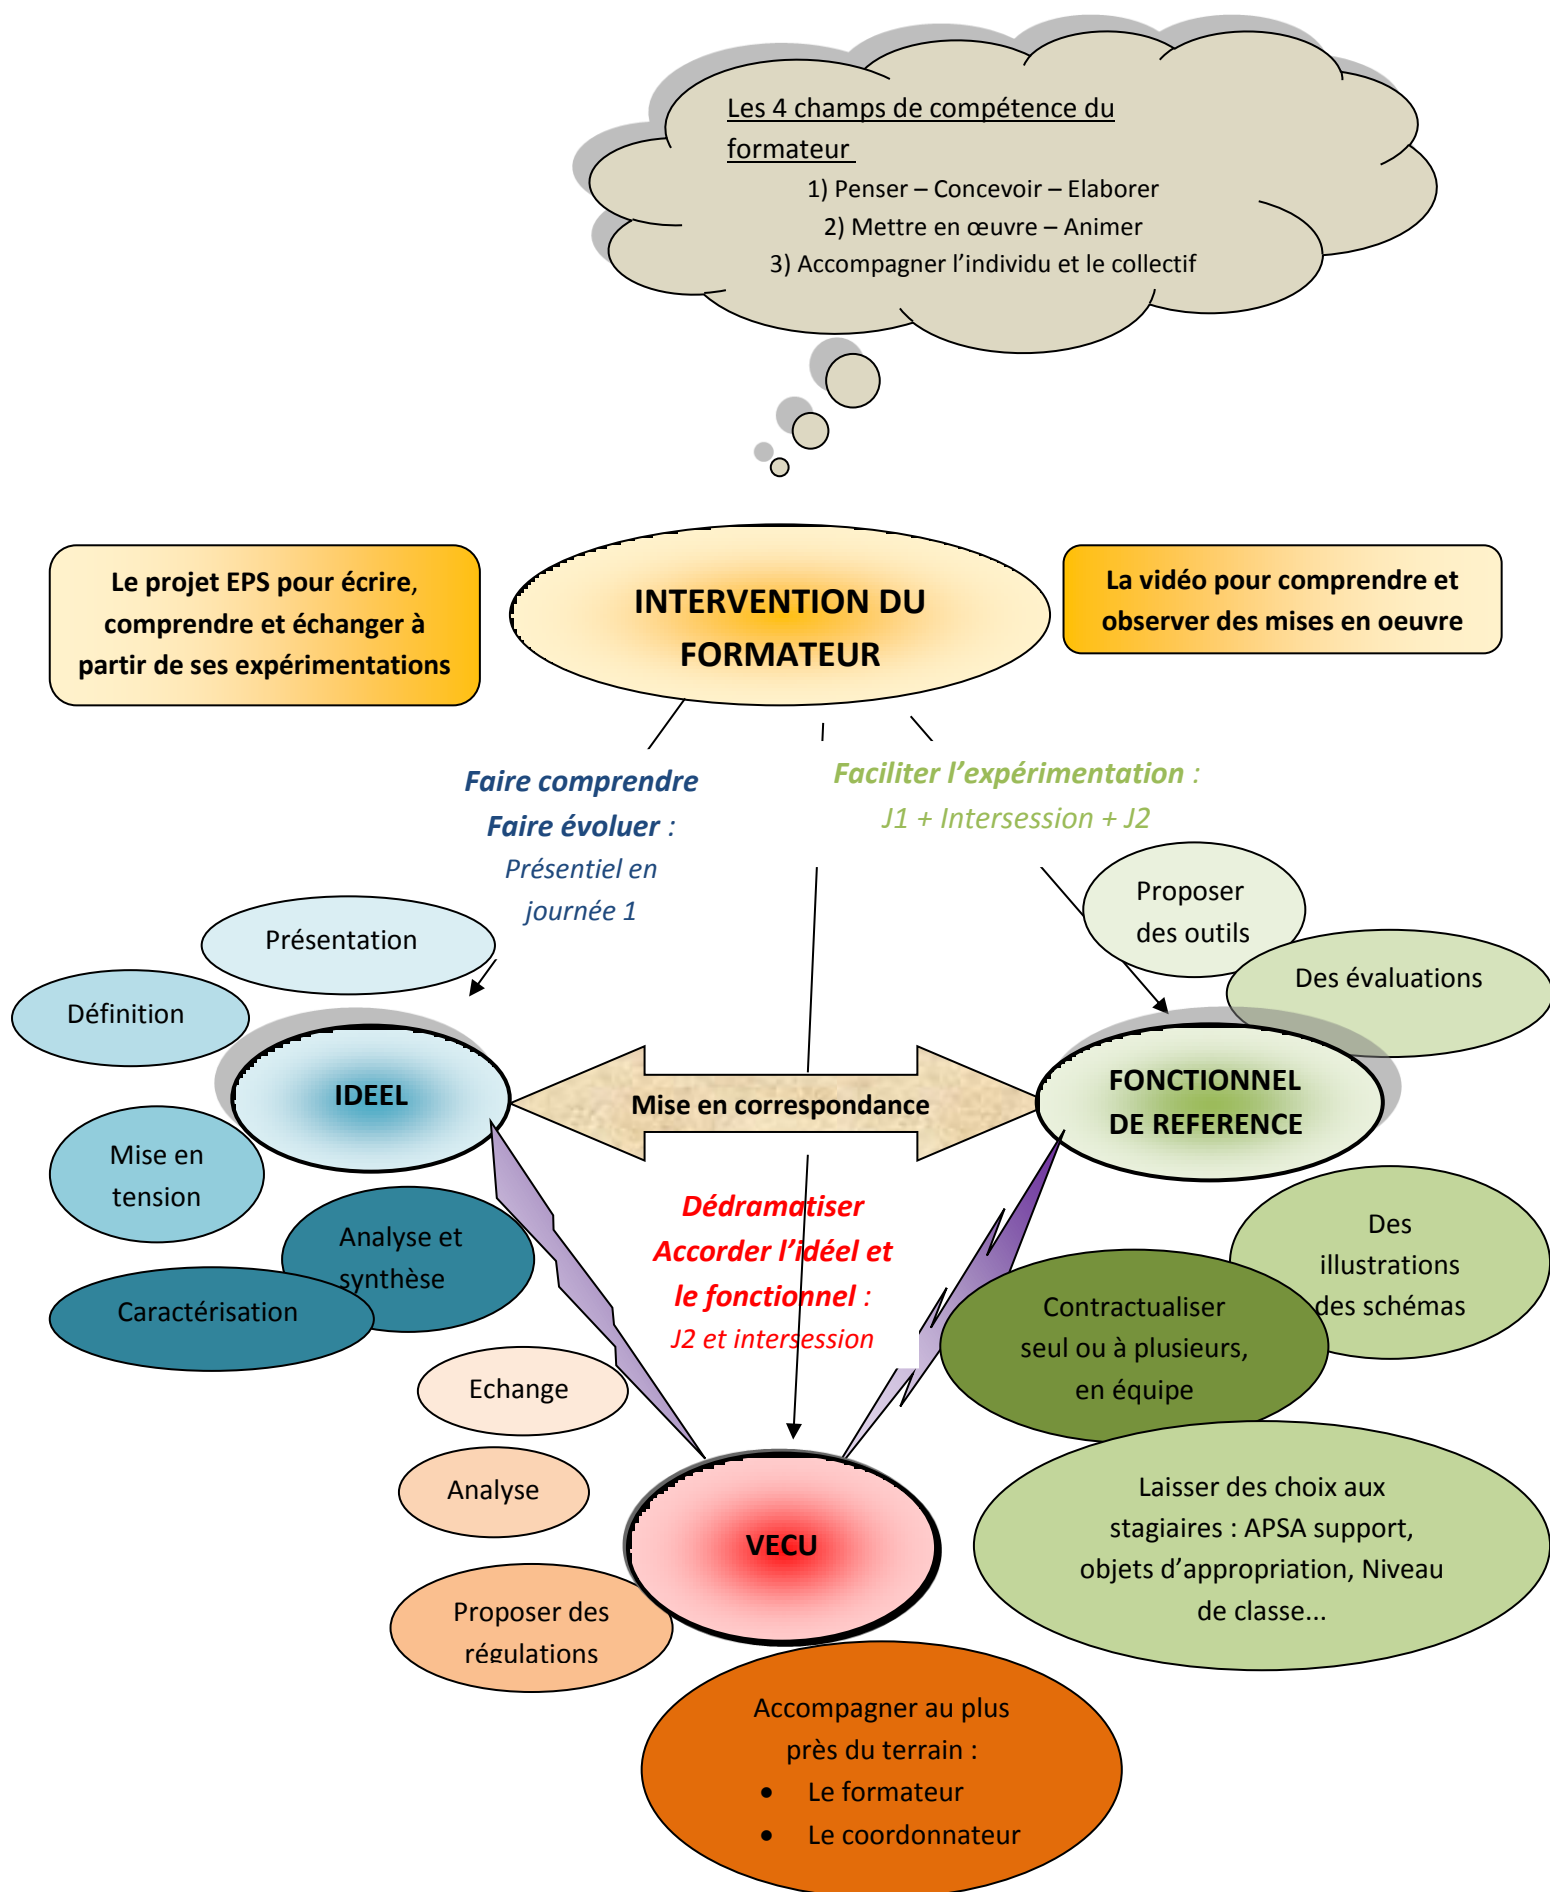 Les 4 champs de compétence du
formateur
1) Penser – Concevoir – Elaborer
2) Mettre en œuvre – Animer
3) Accompagner l’individu et le collectif
Le projet EPS pour écrire,
comprendre et échanger à
partir de ses expérimentations
INTERVENTION DU
FORMATEUR
La vidéo pour comprendre et
observer des mises en oeuvre
Faire comprendre
Faire évoluer :
Présentiel en
journée 1
Faciliter l’expérimentation :
J1 + Intersession + J2
Présentation
Définition
IDEEL
Mise en
tension
Analyse et
synthèse
Caractérisation
Mise en correspondance
Proposer
des outils
Des évaluations
FONCTIONNEL
DE REFERENCE
Des
illustrations
des schémas
Contractualiser
seul ou à plusieurs,
en équipe
Laisser des choix aux
stagiaires : APSA support,
objets d’appropriation, Niveau
de classe...
Dédramatiser
Accorder l’idéel et
le fonctionnel :
J2 et intersession
Echange
Analyse
Proposer des
régulations
VECU
Accompagner au plus
près du terrain :
• Le formateur
• Le coordonnateur